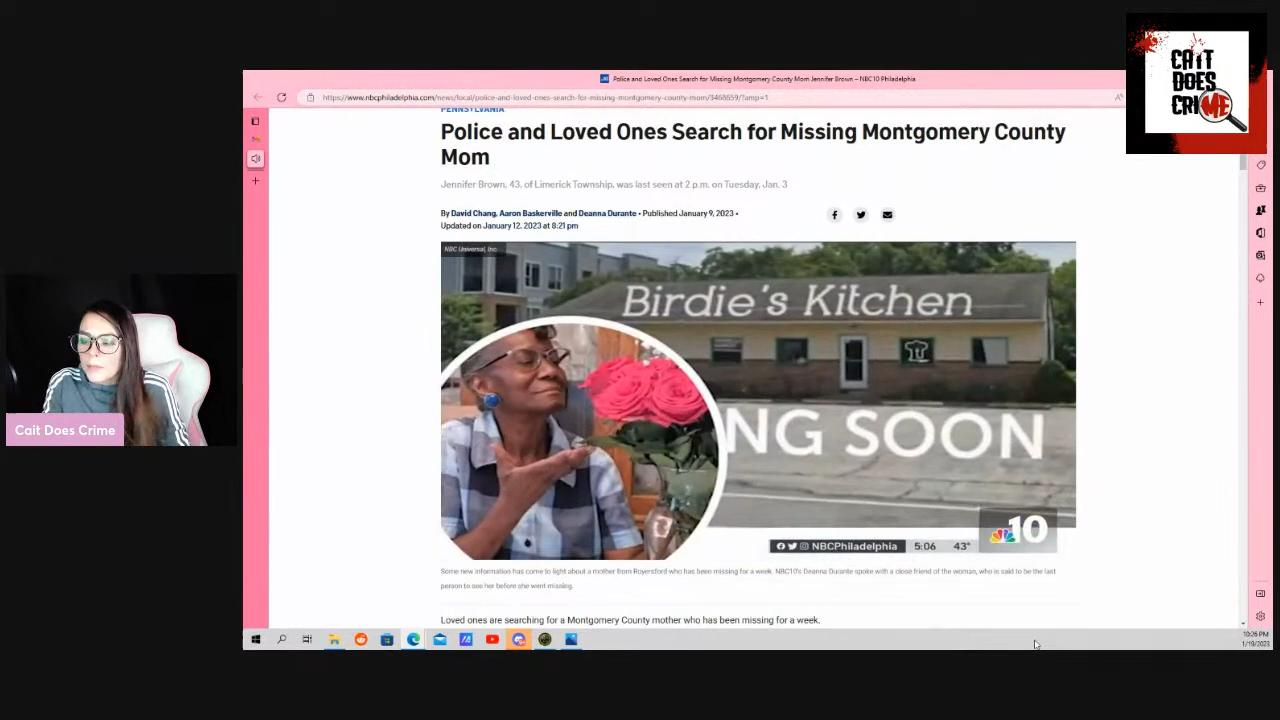 Police and Loved Ones Search for Missing Montgomery County Mom Jennifer Brown – NBC10 Philadelphia
https://www.nbcphiladelphia.com/news/local/police-and-loved-ones-search-for-missing-montgomery-county-mom/3468659/?amp=1
CAIT
DOES
CRIME
PENNSYLVANIA
Police and Loved Ones Search for Missing Montgomery County
Mom
Jennifer Brown, 43, of Limerick Township, was last seen at 2 p.m. on Tuesday, Jan. 3
By David Chang, Aaron Baskerville and Deanna Durante • Published January 9, 2023 •
Updated on January 12, 2023 at 8:21 pm
NBC Universal, Inc.
Birdie's Kitchen
NG SOON
10
NBCPhiladelphia 5:06 43°
Cait Does Crime
Some new information has come to light about a mother from Royersford who has been missing for a week. NBC10's Deanna Durante spoke with a close friend of the woman, who is said to be the last
person to see her before she went missing.
Loved ones are searching for a Montgomery County mother who has been missing for a week.
10:26 PM
1/19/2023